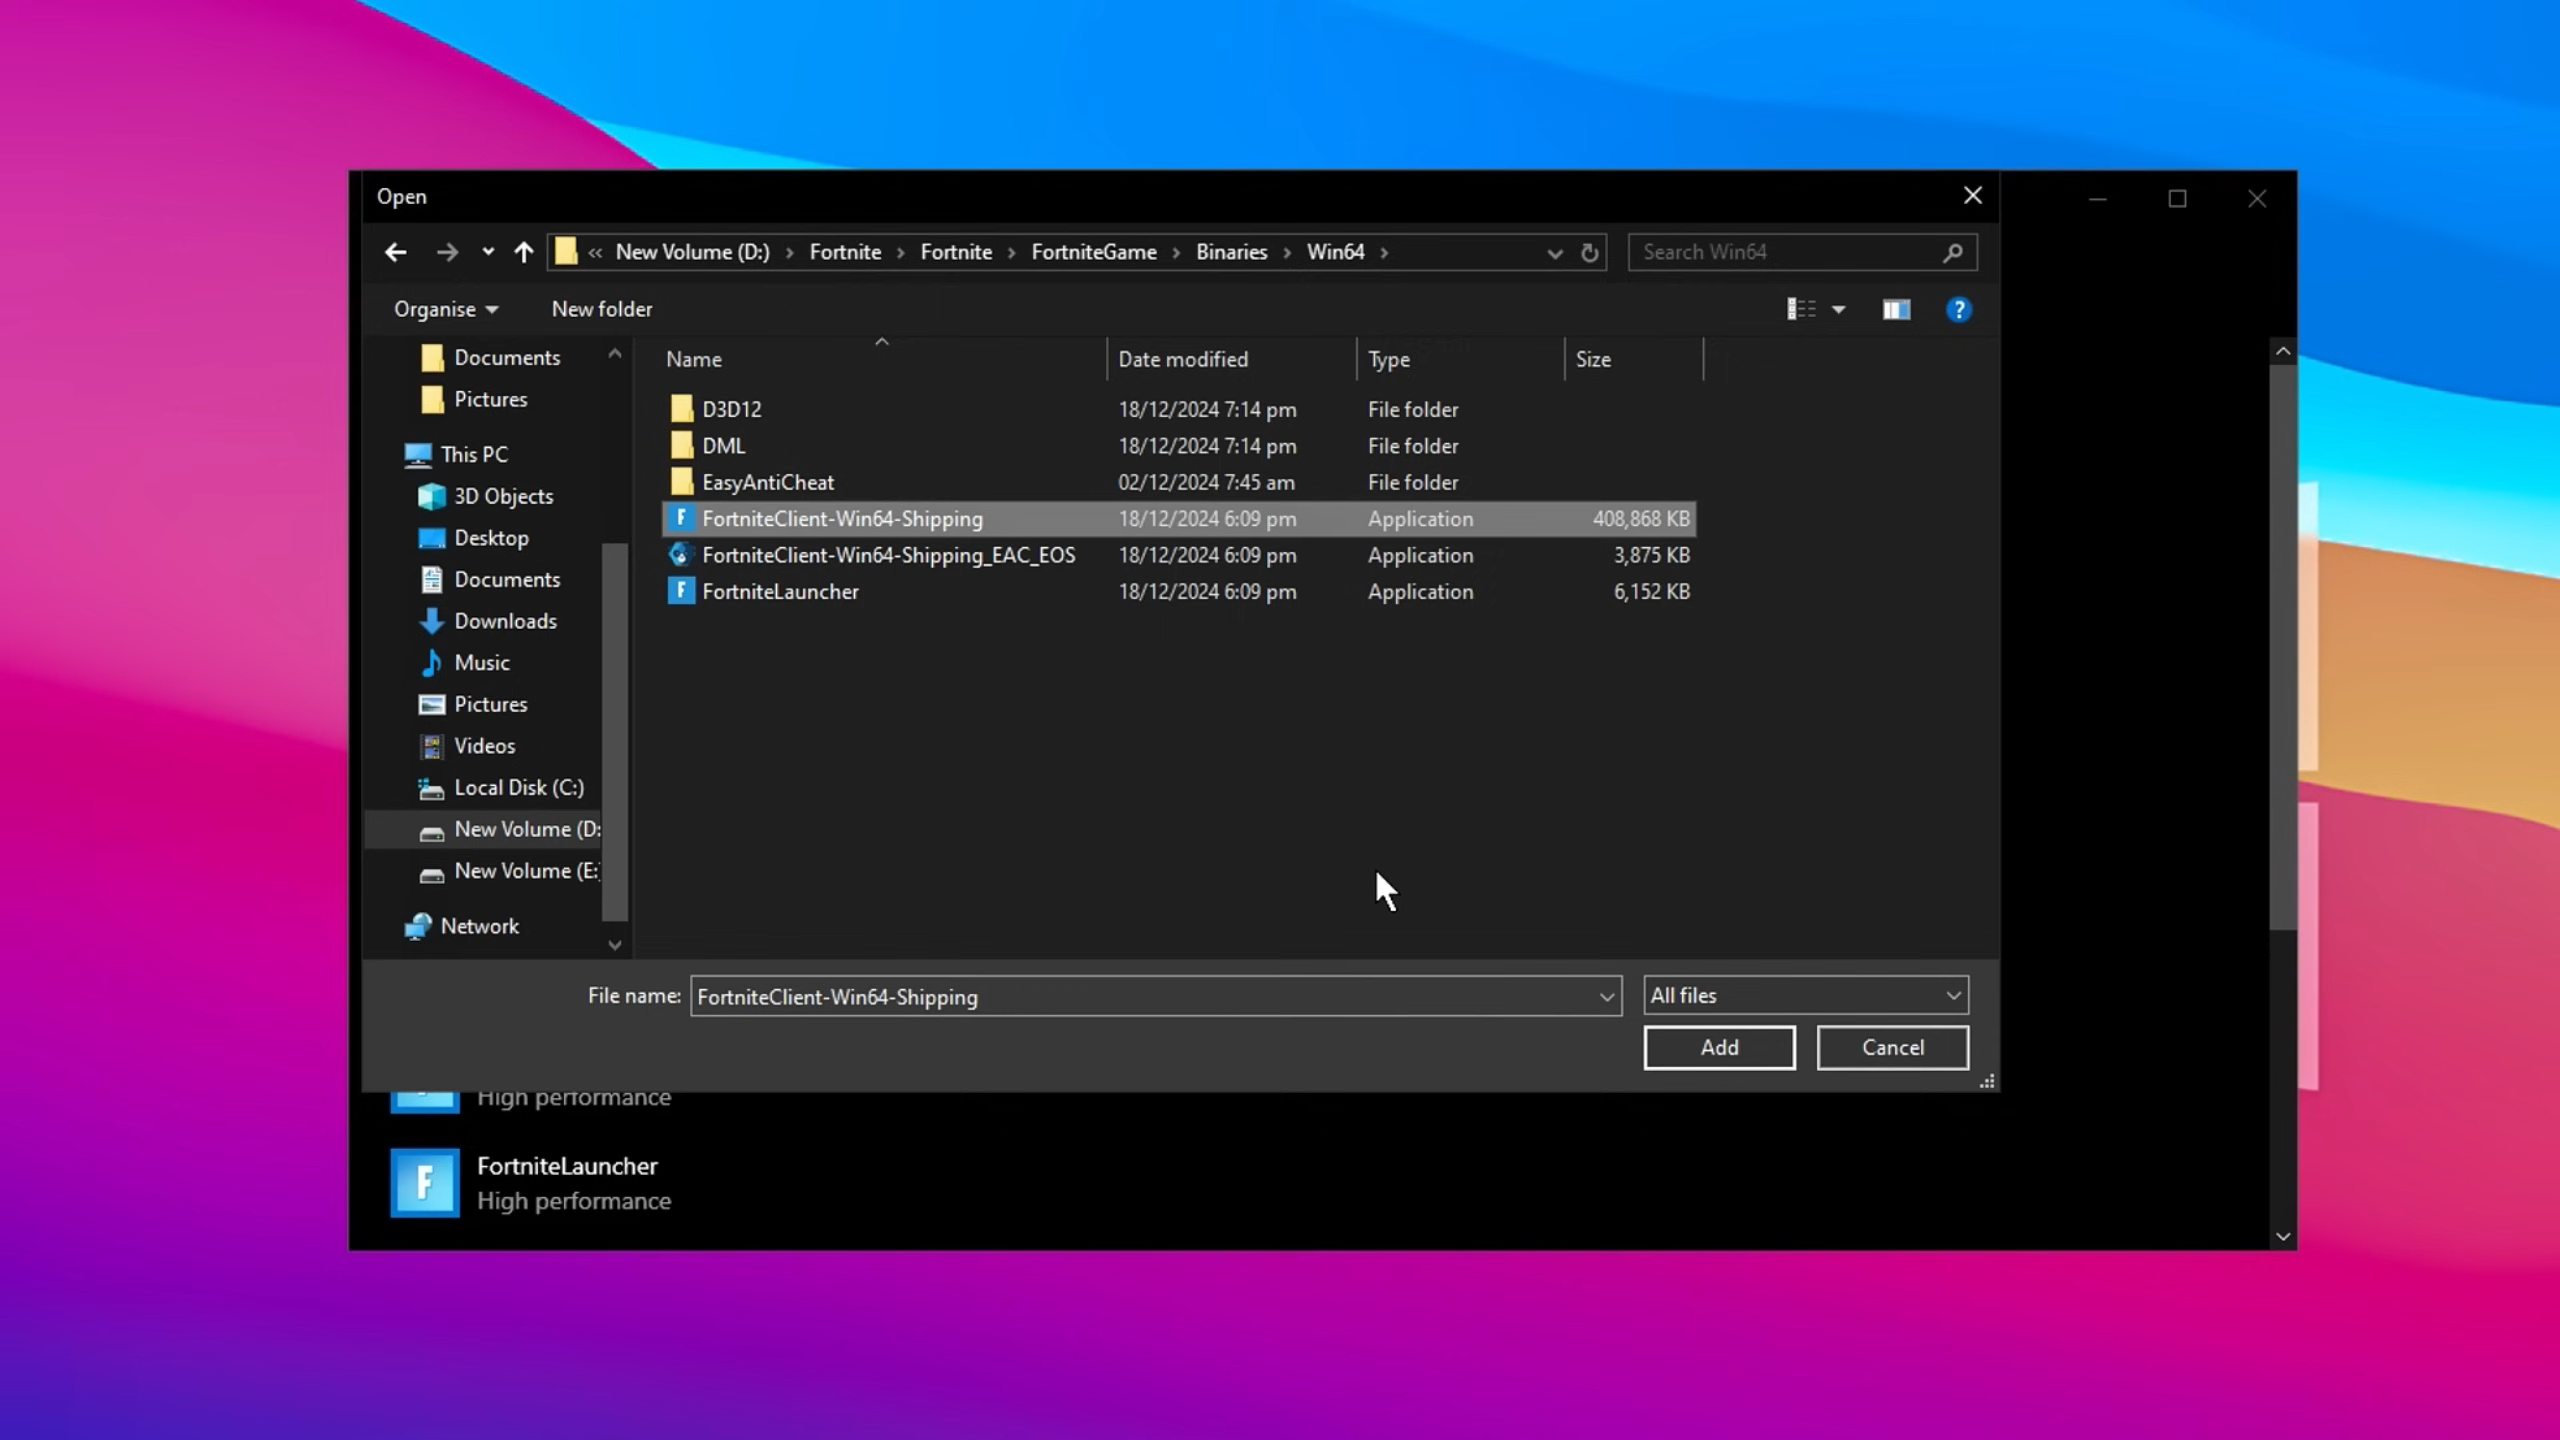 Open
« New Volume (D:) › Fortnite › Fortnite › FortniteGame › Binaries › Win64 ›
Search Win64
Organise
New folder
?
Documents
Pictures
This PC
3D Objects
Desktop
Documents
Downloads
Music
Pictures
Videos
Local Disk (C:)
New Volume (D:
New Volume (E:
Network
Name Date modified Type Size
D3D12 18/12/2024 7:14 pm File folder
DML 18/12/2024 7:14 pm File folder
EasyAntiCheat 02/12/2024 7:45 am File folder
F FortniteClient-Win64-Shipping 18/12/2024 6:09 pm Application 408,868 KB
FortniteClient-Win64-Shipping_EAC_EOS 18/12/2024 6:09 pm Application 3,875 KB
F FortniteLauncher 18/12/2024 6:09 pm Application 6,152 KB
File name: FortniteClient-Win64-Shipping
All files
Add
Cancel
High performance
F
FortniteLauncher
High performance